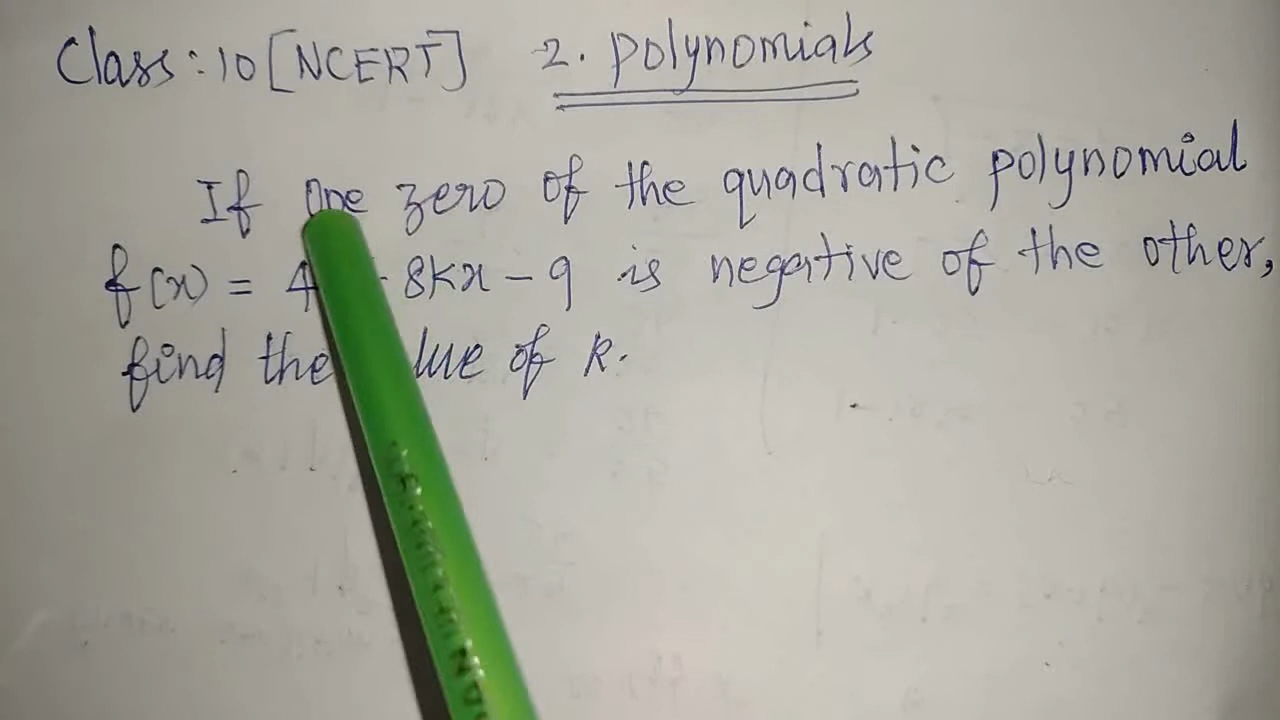 Class : 10 [NCERT] 2. Polynomials
If one zero of the quadratic polynomial
f(x) = 4 - 8kx - 9 is negative of the other,
find the lue of k.